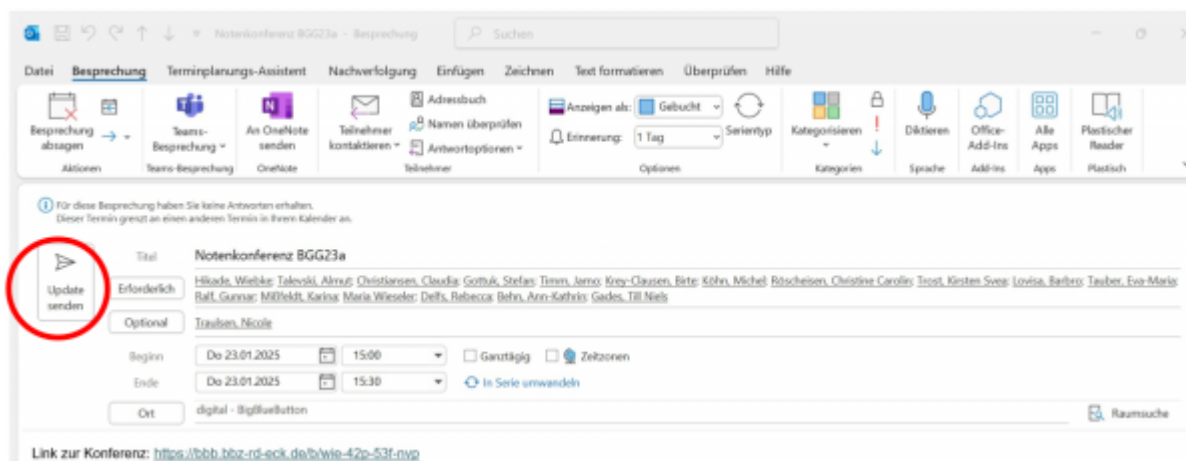 Notenkonferenz BGG23a - Besprechung
Suchen
Datei Besprechung Terminplanungs-Assistent Nachverfolgung Einfügen Zeichnen Text formatieren Überprüfen Hilfe
Besprechung absagen
Teams-Besprechung
An OneNote senden
Teilnehmer kontaktieren
Adressbuch
Namen überprüfen
Antwortoptionen
Anzeigen als: Gebucht
Erinnerung: 1 Tag
Serientyp
Kategorisieren
Diktieren
Office-Add-Ins
Alle Apps
Plastischer Reader
Aktionen Teams-Besprechung OneNote Teilnehmer Optionen Kategorien Sprache Add-Ins Apps Plastisch
Für diese Besprechung haben Sie keine Antworten erhalten.
Dieser Termin grenzt an einen anderen Termin in Ihrem Kalender an.
Update senden
Titel Notenkonferenz BGG23a
Erforderlich Hikade, Wiebke; Talevski, Almut; Christiansen, Claudia; Gottuk, Stefan; Timm, Jarno; Krey-Clausen, Birte; Köhn, Michel; Röscheisen, Christine Carolin; Trost, Kirsten Svea; Lovisa, Barbro; Tauber, Eva-Maria;
Ralf, Gunnar; Millfeldt, Karina; Maria Wieseler; Delfs, Rebecca; Behn, Ann-Kathrin; Gades, Till Niels
Optional Traulsen, Nicole
Beginn Do 23.01.2025 15:00 Ganztägig Zeitzonen
Ende Do 23.01.2025 15:30 In Serie umwandeln
Ort digital - BigBlueButton Raumsuche
Link zur Konferenz: https://bbb.bbz-rd-eck.de/b/wie-42p-53f-nvp